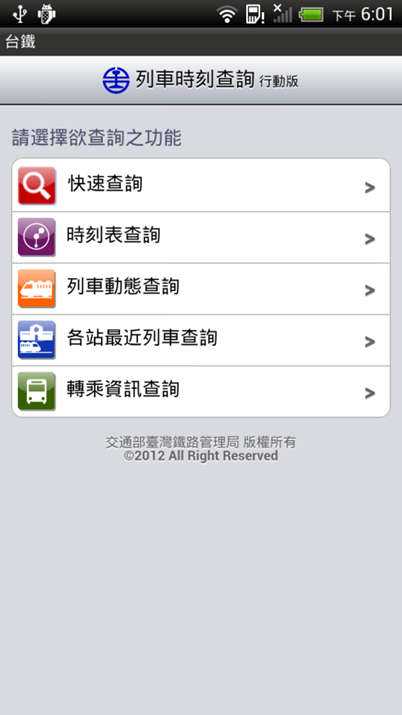 下午 6:01
台鐵
列車時刻查詢 行動版
請選擇欲查詢之功能
快速查詢 >
時刻表查詢 >
列車動態查詢 >
各站最近列車查詢 >
轉乘資訊查詢 >
交通部臺灣鐵路管理局 版權所有
©2012 All Right Reserved